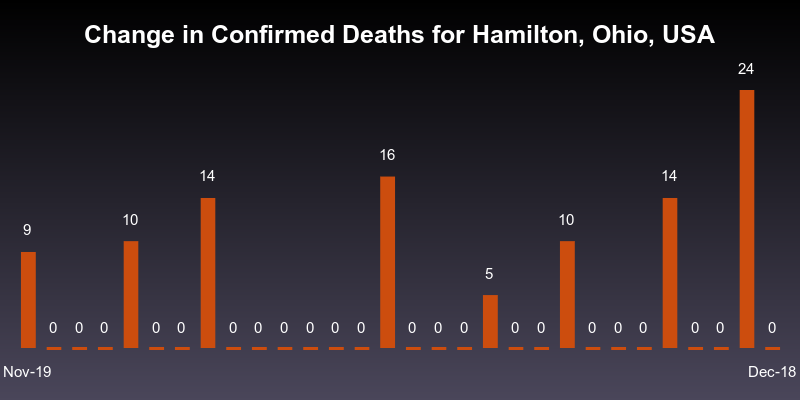 Change in Confirmed Deaths for Hamilton, Ohio, USA
9 0 0 0 10 0 0 14 0 0 0 0 0 0 16 0 0 0 5 0 0 10 0 0 0 14 0 0 24 0
Nov-19 Dec-18